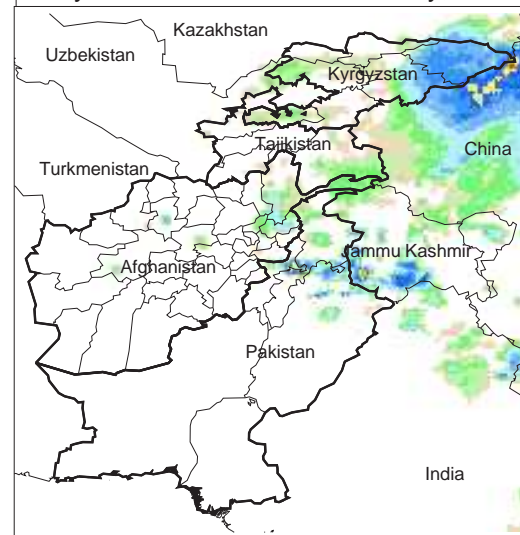 Kazakhstan
Uzbekistan
Kyrgyzstan
Tajikistan
China
Turkmenistan
Jammu Kashmir
Afghanistan
Pakistan
India